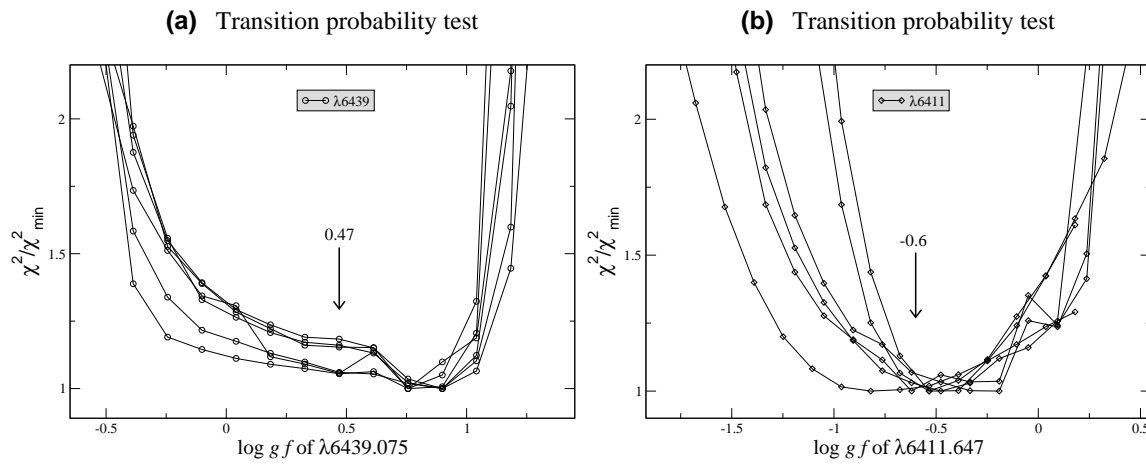 (a) Transition probability test
2
1.5
1
χ²/χ²min
λ6439
0.47
-0.5 0 0.5 1
log gf of λ6439.075
(b) Transition probability test
2
1.5
1
χ²/χ²min
λ6411
-0.6
-1.5 -1 -0.5 0 0.5
log gf of λ6411.647